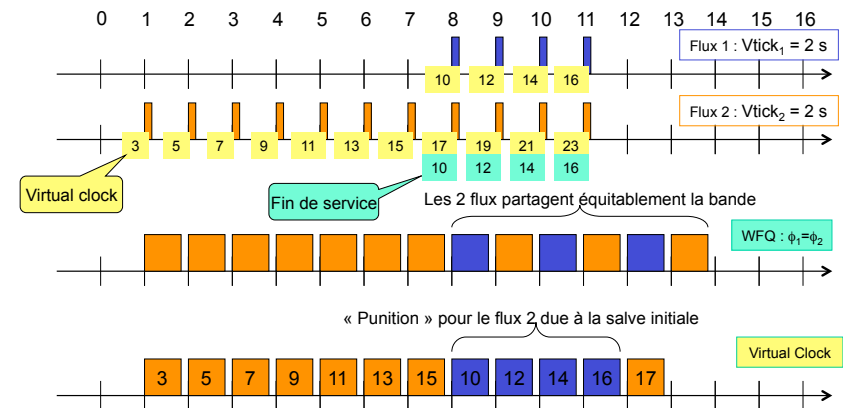 0 1 2 3 4 5 6 7 8 9 10 11 12 13 14 15 16
Flux 1 : Vtick₁ = 2 s
10 12 14 16
Flux 2 : Vtick₂ = 2 s
3 5 7 9 11 13 15 17 19 21 23
10 12 14 16
Virtual clock
Fin de service
Les 2 flux partagent équitablement la bande
WFQ : ϕ₁=ϕ₂
« Punition » pour le flux 2 due à la salve initiale
Virtual Clock
3 5 7 9 11 13 15 10 12 14 16 17